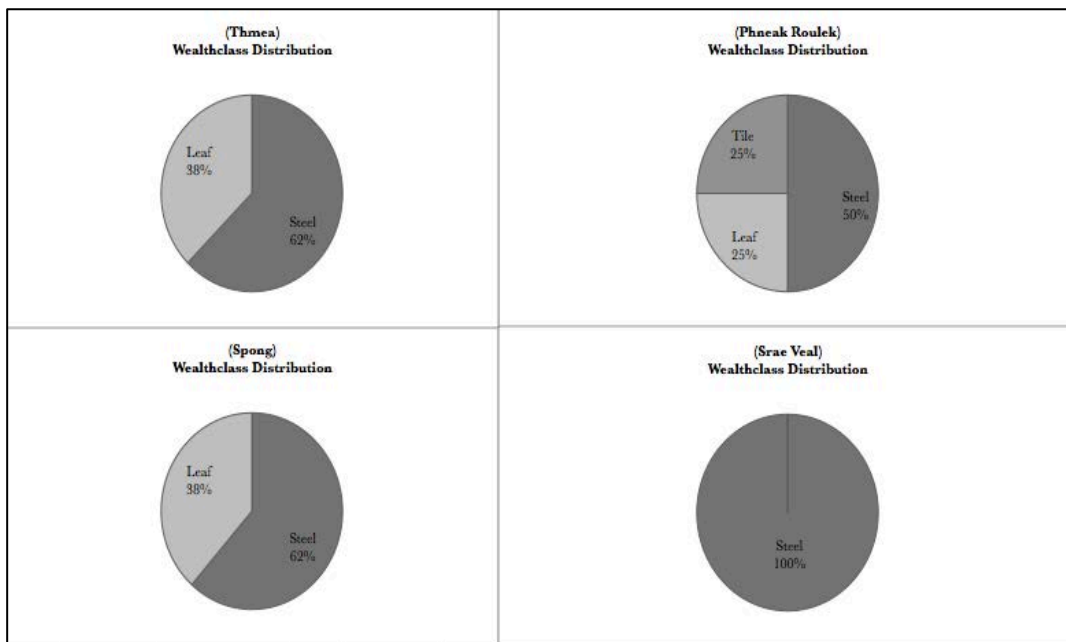 (Thmea)
Wealthclass Distribution
Leaf
38%
Steel
62%
(Phneak Roulek)
Wealthclass Distribution
Tile
25%
Steel
50%
Leaf
25%
(Spong)
Wealthclass Distribution
Leaf
38%
Steel
62%
(Srae Veal)
Wealthclass Distribution
Steel
100%